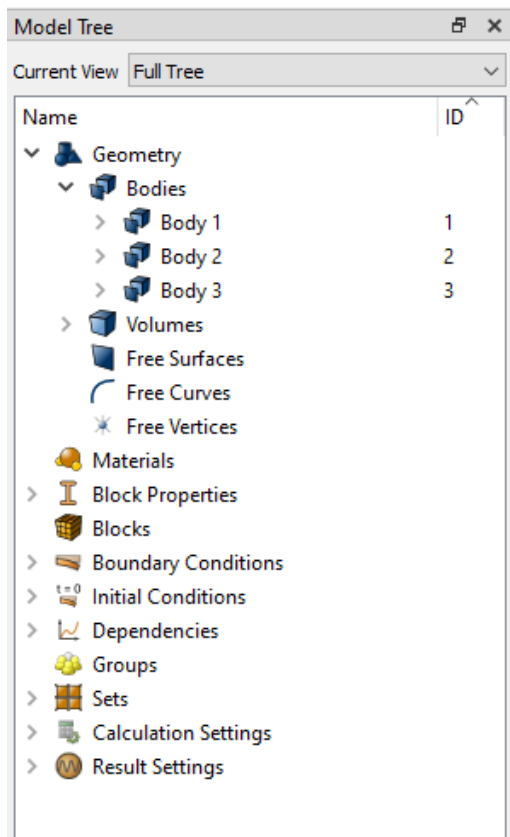 Model Tree
Current View Full Tree
Name ID
Geometry
Bodies
Body 1 1
Body 2 2
Body 3 3
Volumes
Free Surfaces
Free Curves
Free Vertices
Materials
Block Properties
Blocks
Boundary Conditions
t = 0 Initial Conditions
Dependencies
Groups
Sets
Calculation Settings
Result Settings